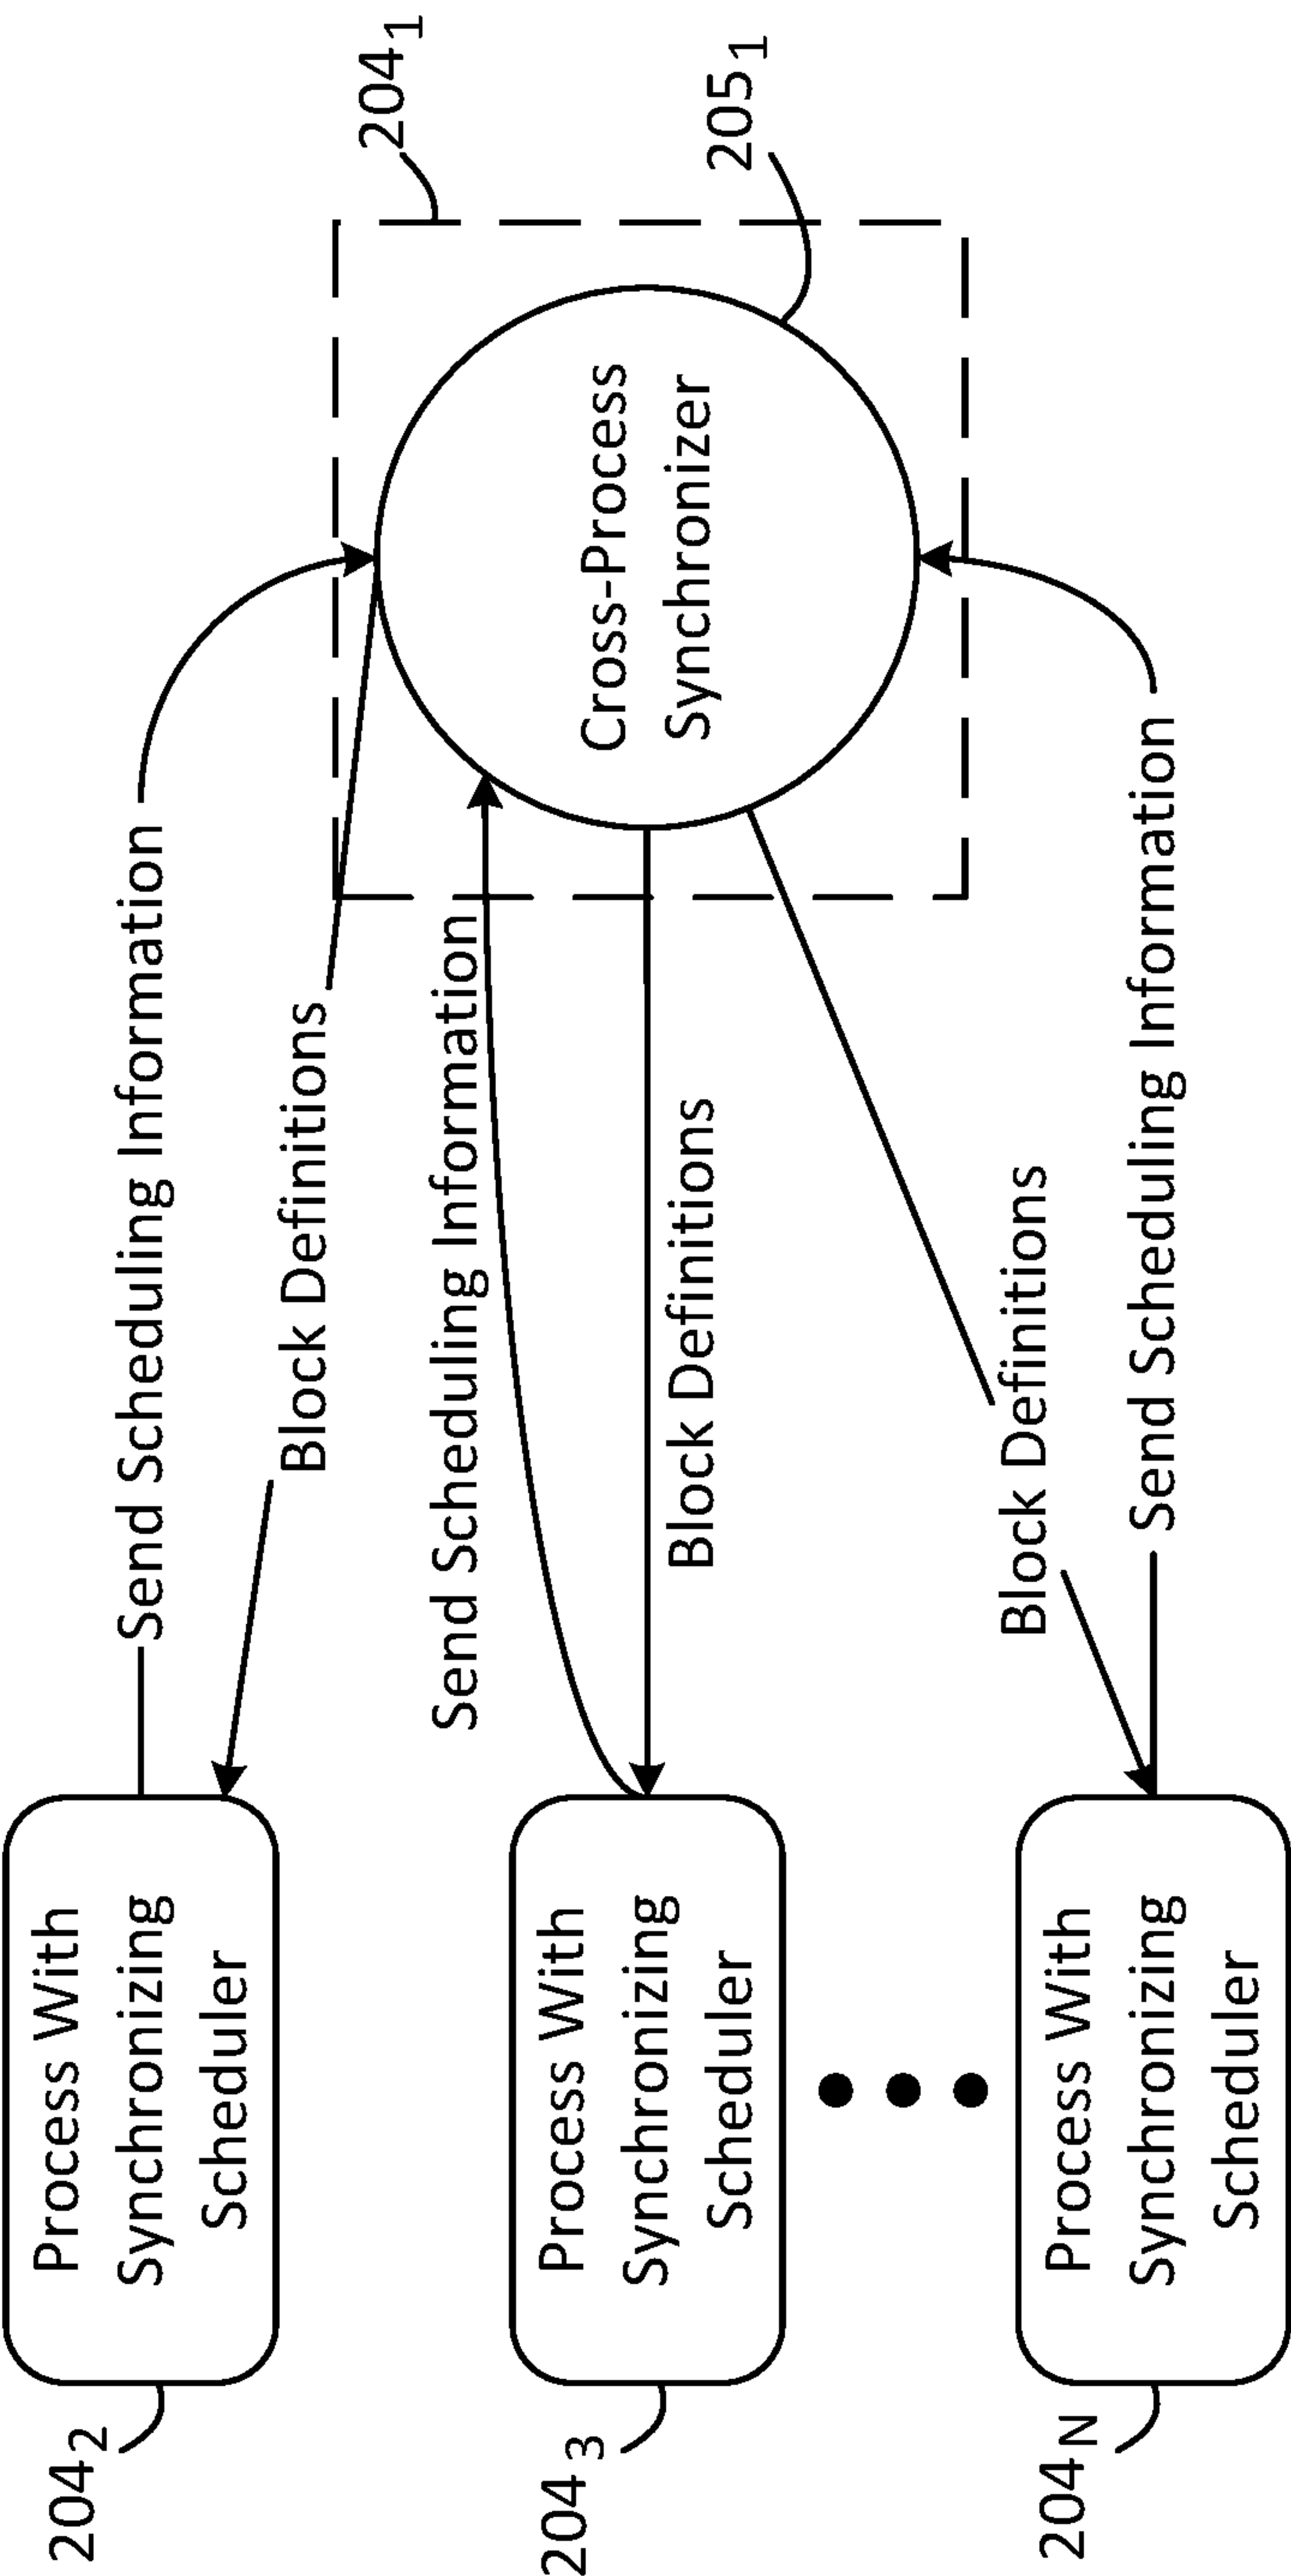 204₂
Process With
Synchronizing
Scheduler
Send Scheduling Information
Block Definitions
204₁
204₃
Process With
Synchronizing
Scheduler
Send Scheduling Information
Block Definitions
Cross-Process
Synchronizer
205₁
204N
Process With
Synchronizing
Scheduler
Block Definitions
Send Scheduling Information